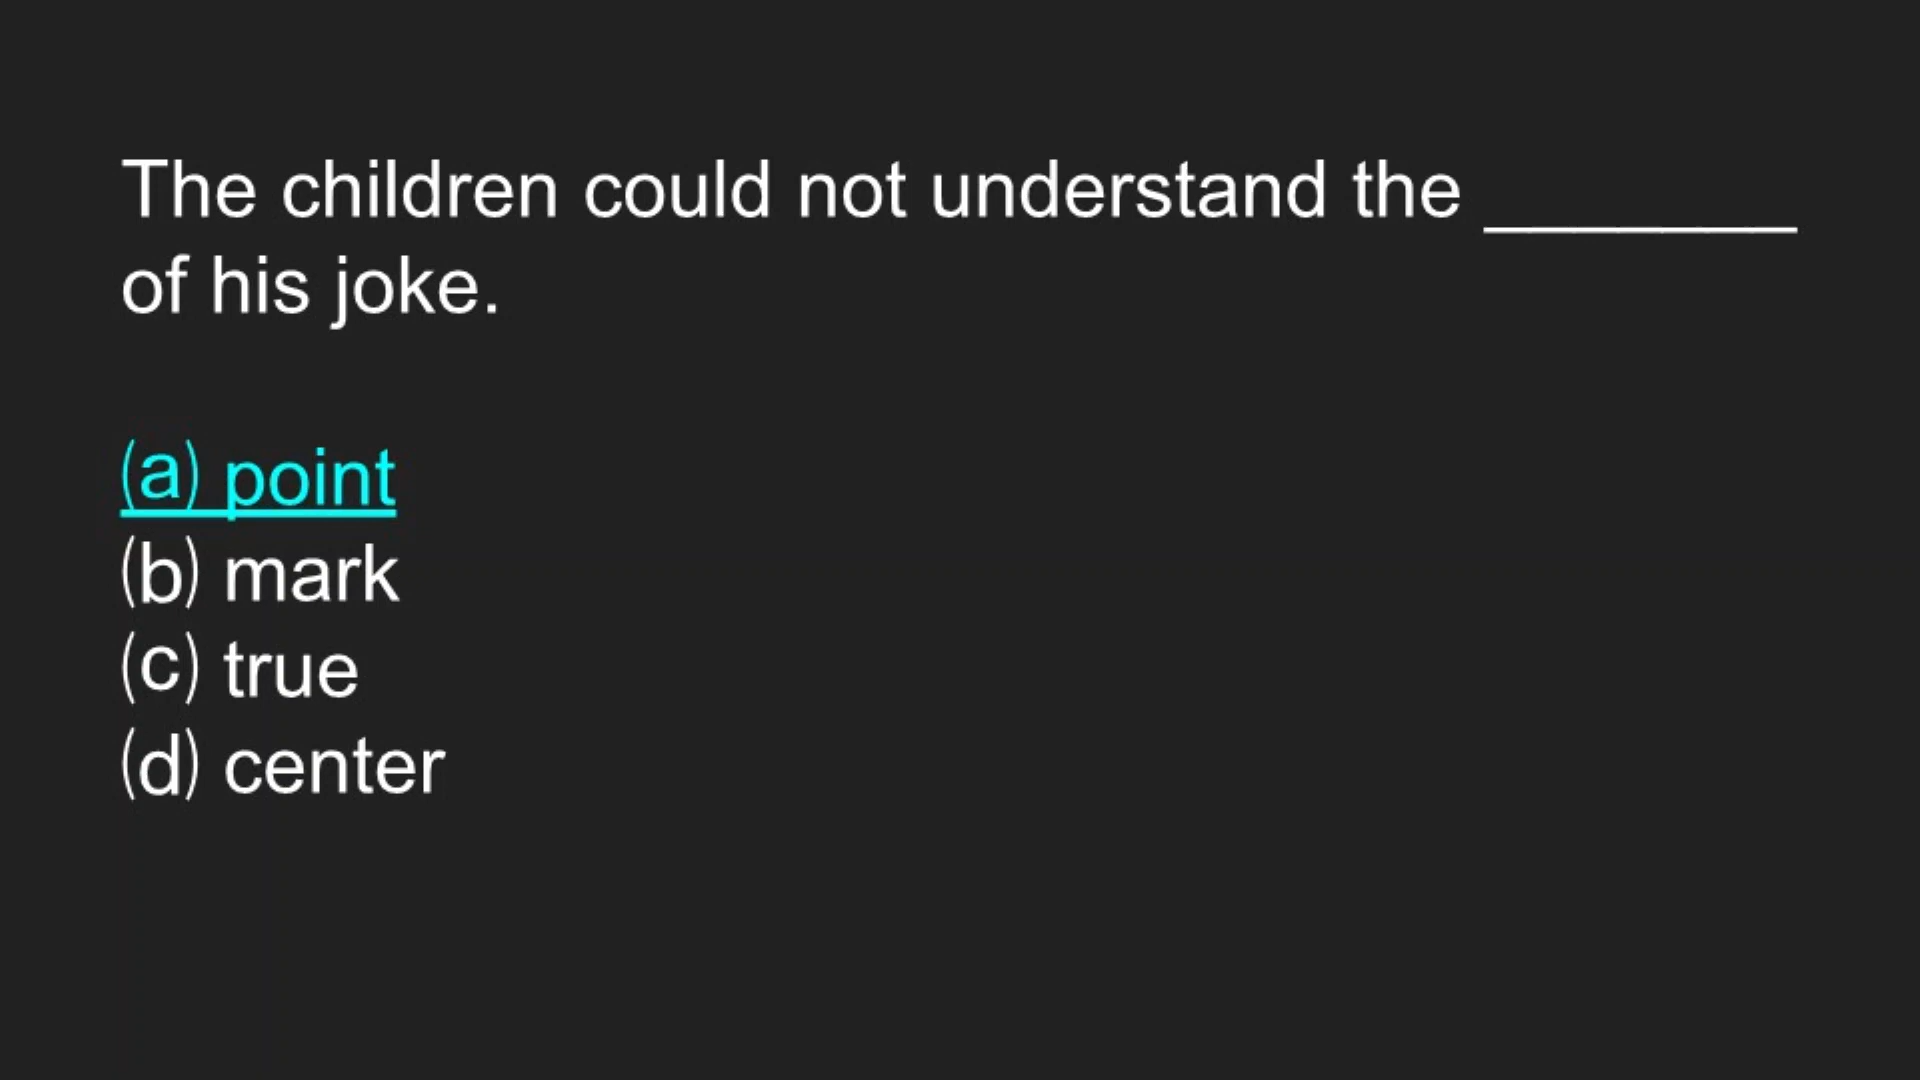 The children could not understand the ________
of his joke.
(a) point
(b) mark
(c) true
(d) center